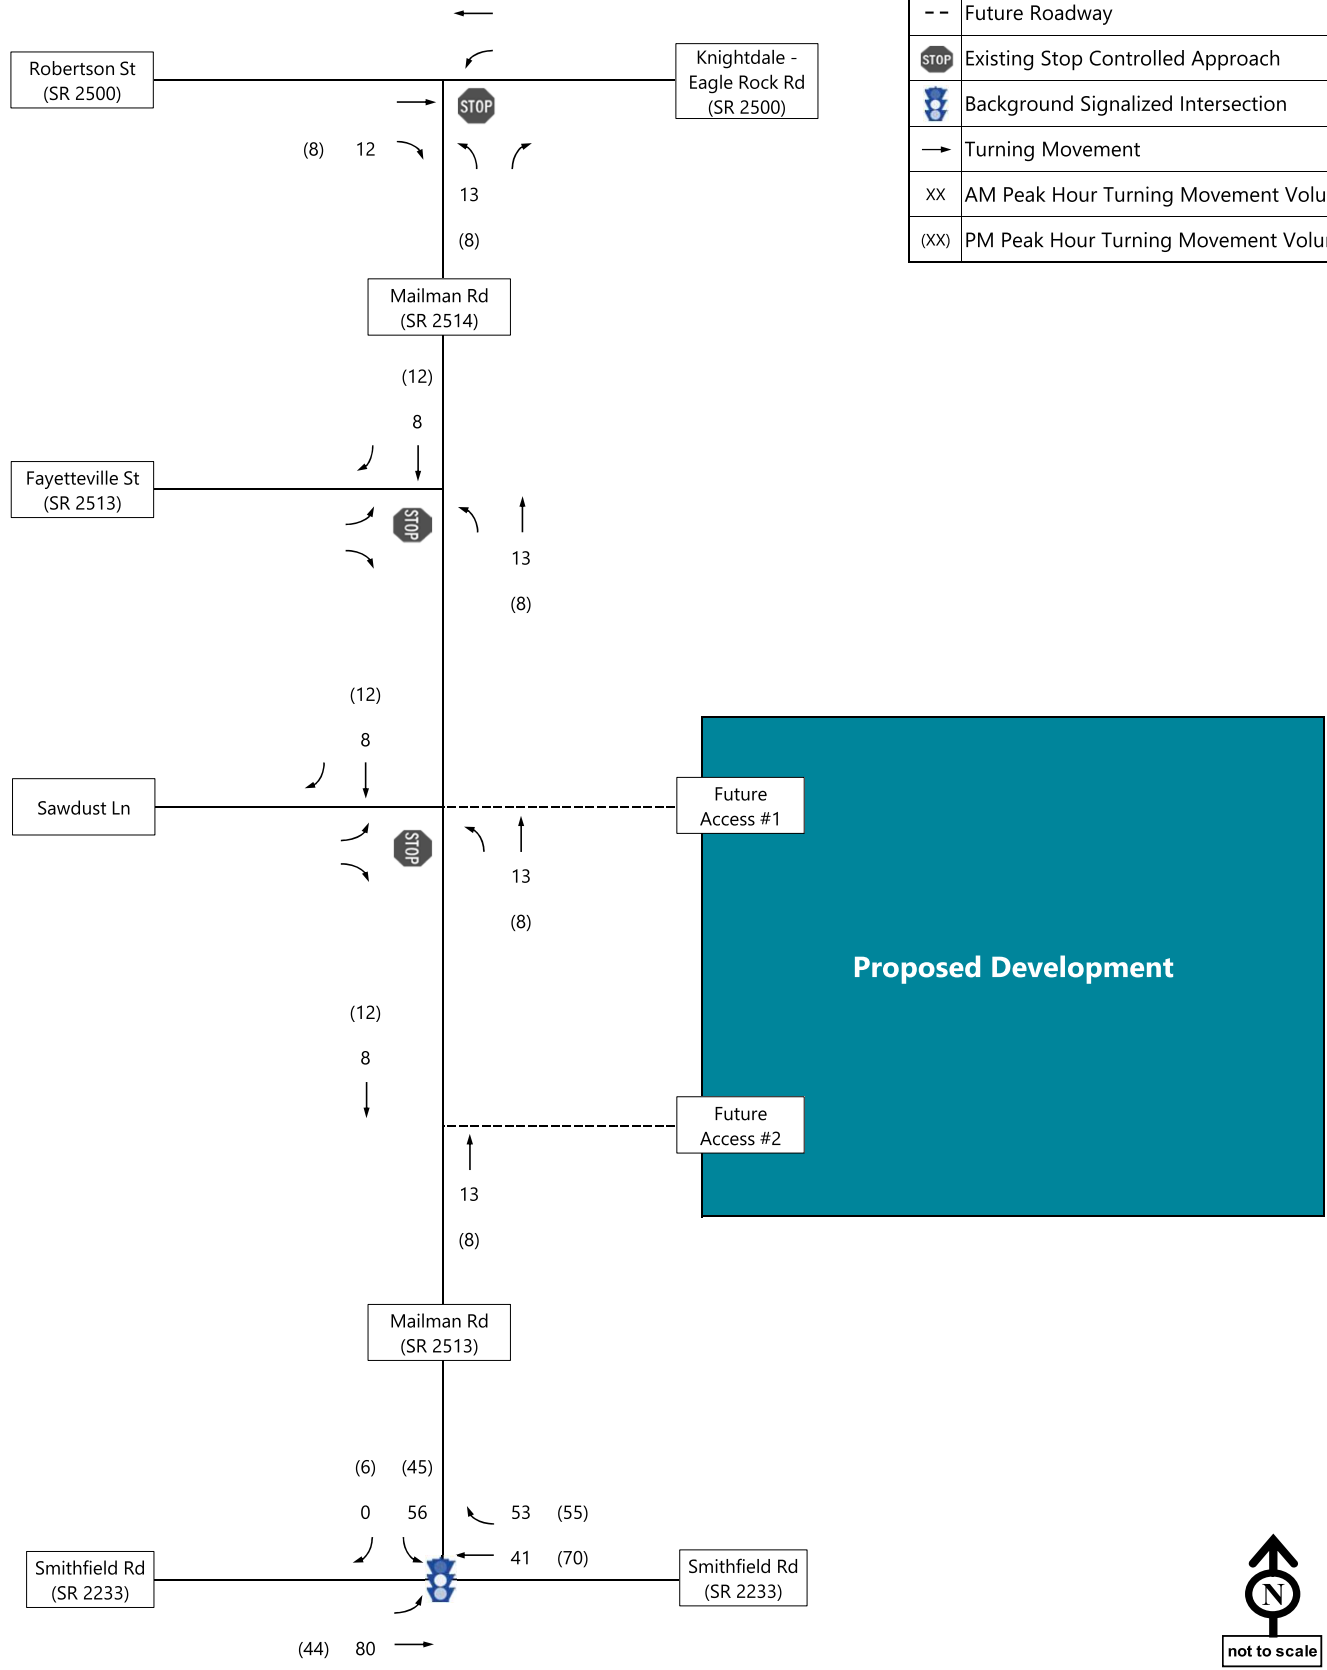 -- Future Roadway
STOP Existing Stop Controlled Approach
Background Signalized Intersection
Turning Movement
XX AM Peak Hour Turning Movement Volu
(XX) PM Peak Hour Turning Movement Volu
Robertson St
(SR 2500)
Knightdale -
Eagle Rock Rd
(SR 2500)
STOP
(8) 12
13
(8)
Mailman Rd
(SR 2514)
(12)
8
Fayetteville St
(SR 2513)
STOP
13
(8)
(12)
8
Sawdust Ln
Future
Access #1
STOP
13
(8)
Proposed Development
(12)
8
Future
Access #2
13
(8)
Mailman Rd
(SR 2513)
(6) (45)
0 56 53 (55)
41 (70)
Smithfield Rd
(SR 2233)
Smithfield Rd
(SR 2233)
(44) 80
N
not to scale